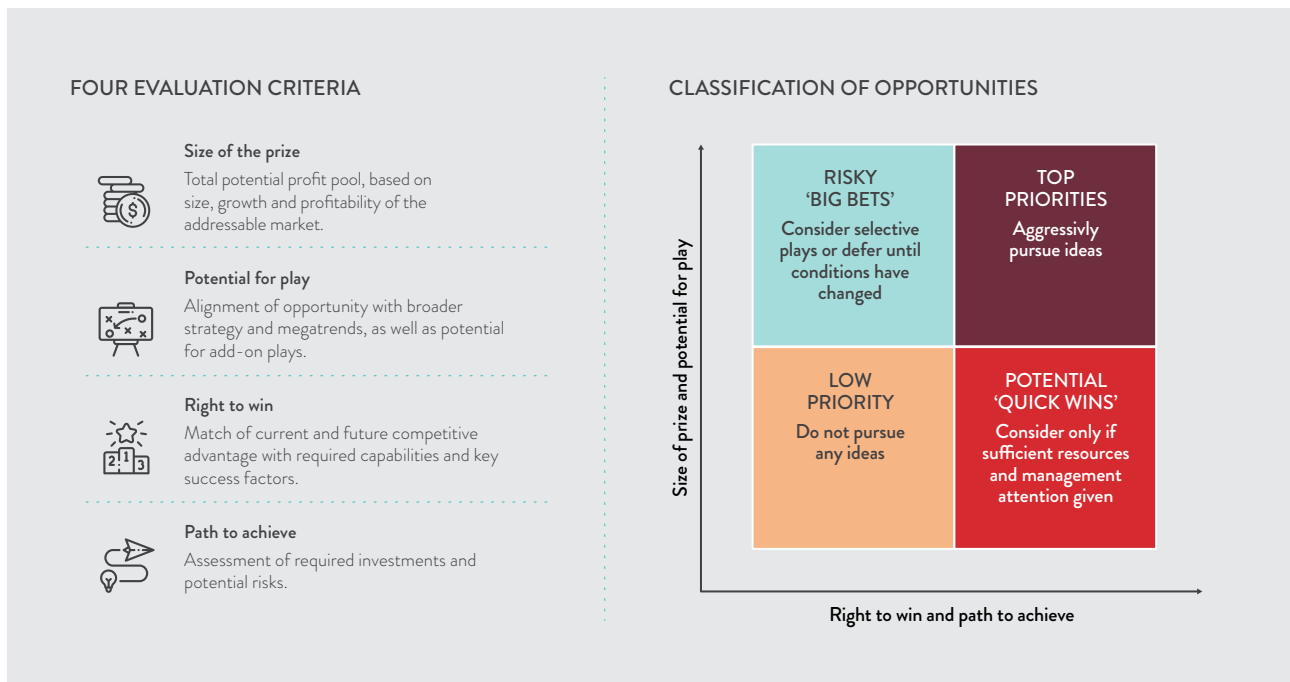 FOUR EVALUATION CRITERIA
Size of the prize
Total potential profit pool, based on
size, growth and profitability of the
addressable market.
Potential for play
Alignment of opportunity with broader
strategy and megatrends, as well as potential
for add-on plays.
Right to win
Match of current and future competitive
advantage with required capabilities and key
success factors.
Path to achieve
Assessment of required investments and
potential risks.
$
2
1
3
CLASSIFICATION OF OPPORTUNITIES
Size of prize and potential for play
RISKY
‘BIG BETS’
Consider selective
plays or defer until
conditions have
changed
TOP
PRIORITIES
Aggressivly
pursue ideas
LOW
PRIORITY
Do not pursue
any ideas
POTENTIAL
‘QUICK WINS’
Consider only if
sufficient resources
and management
attention given
Right to win and path to achieve